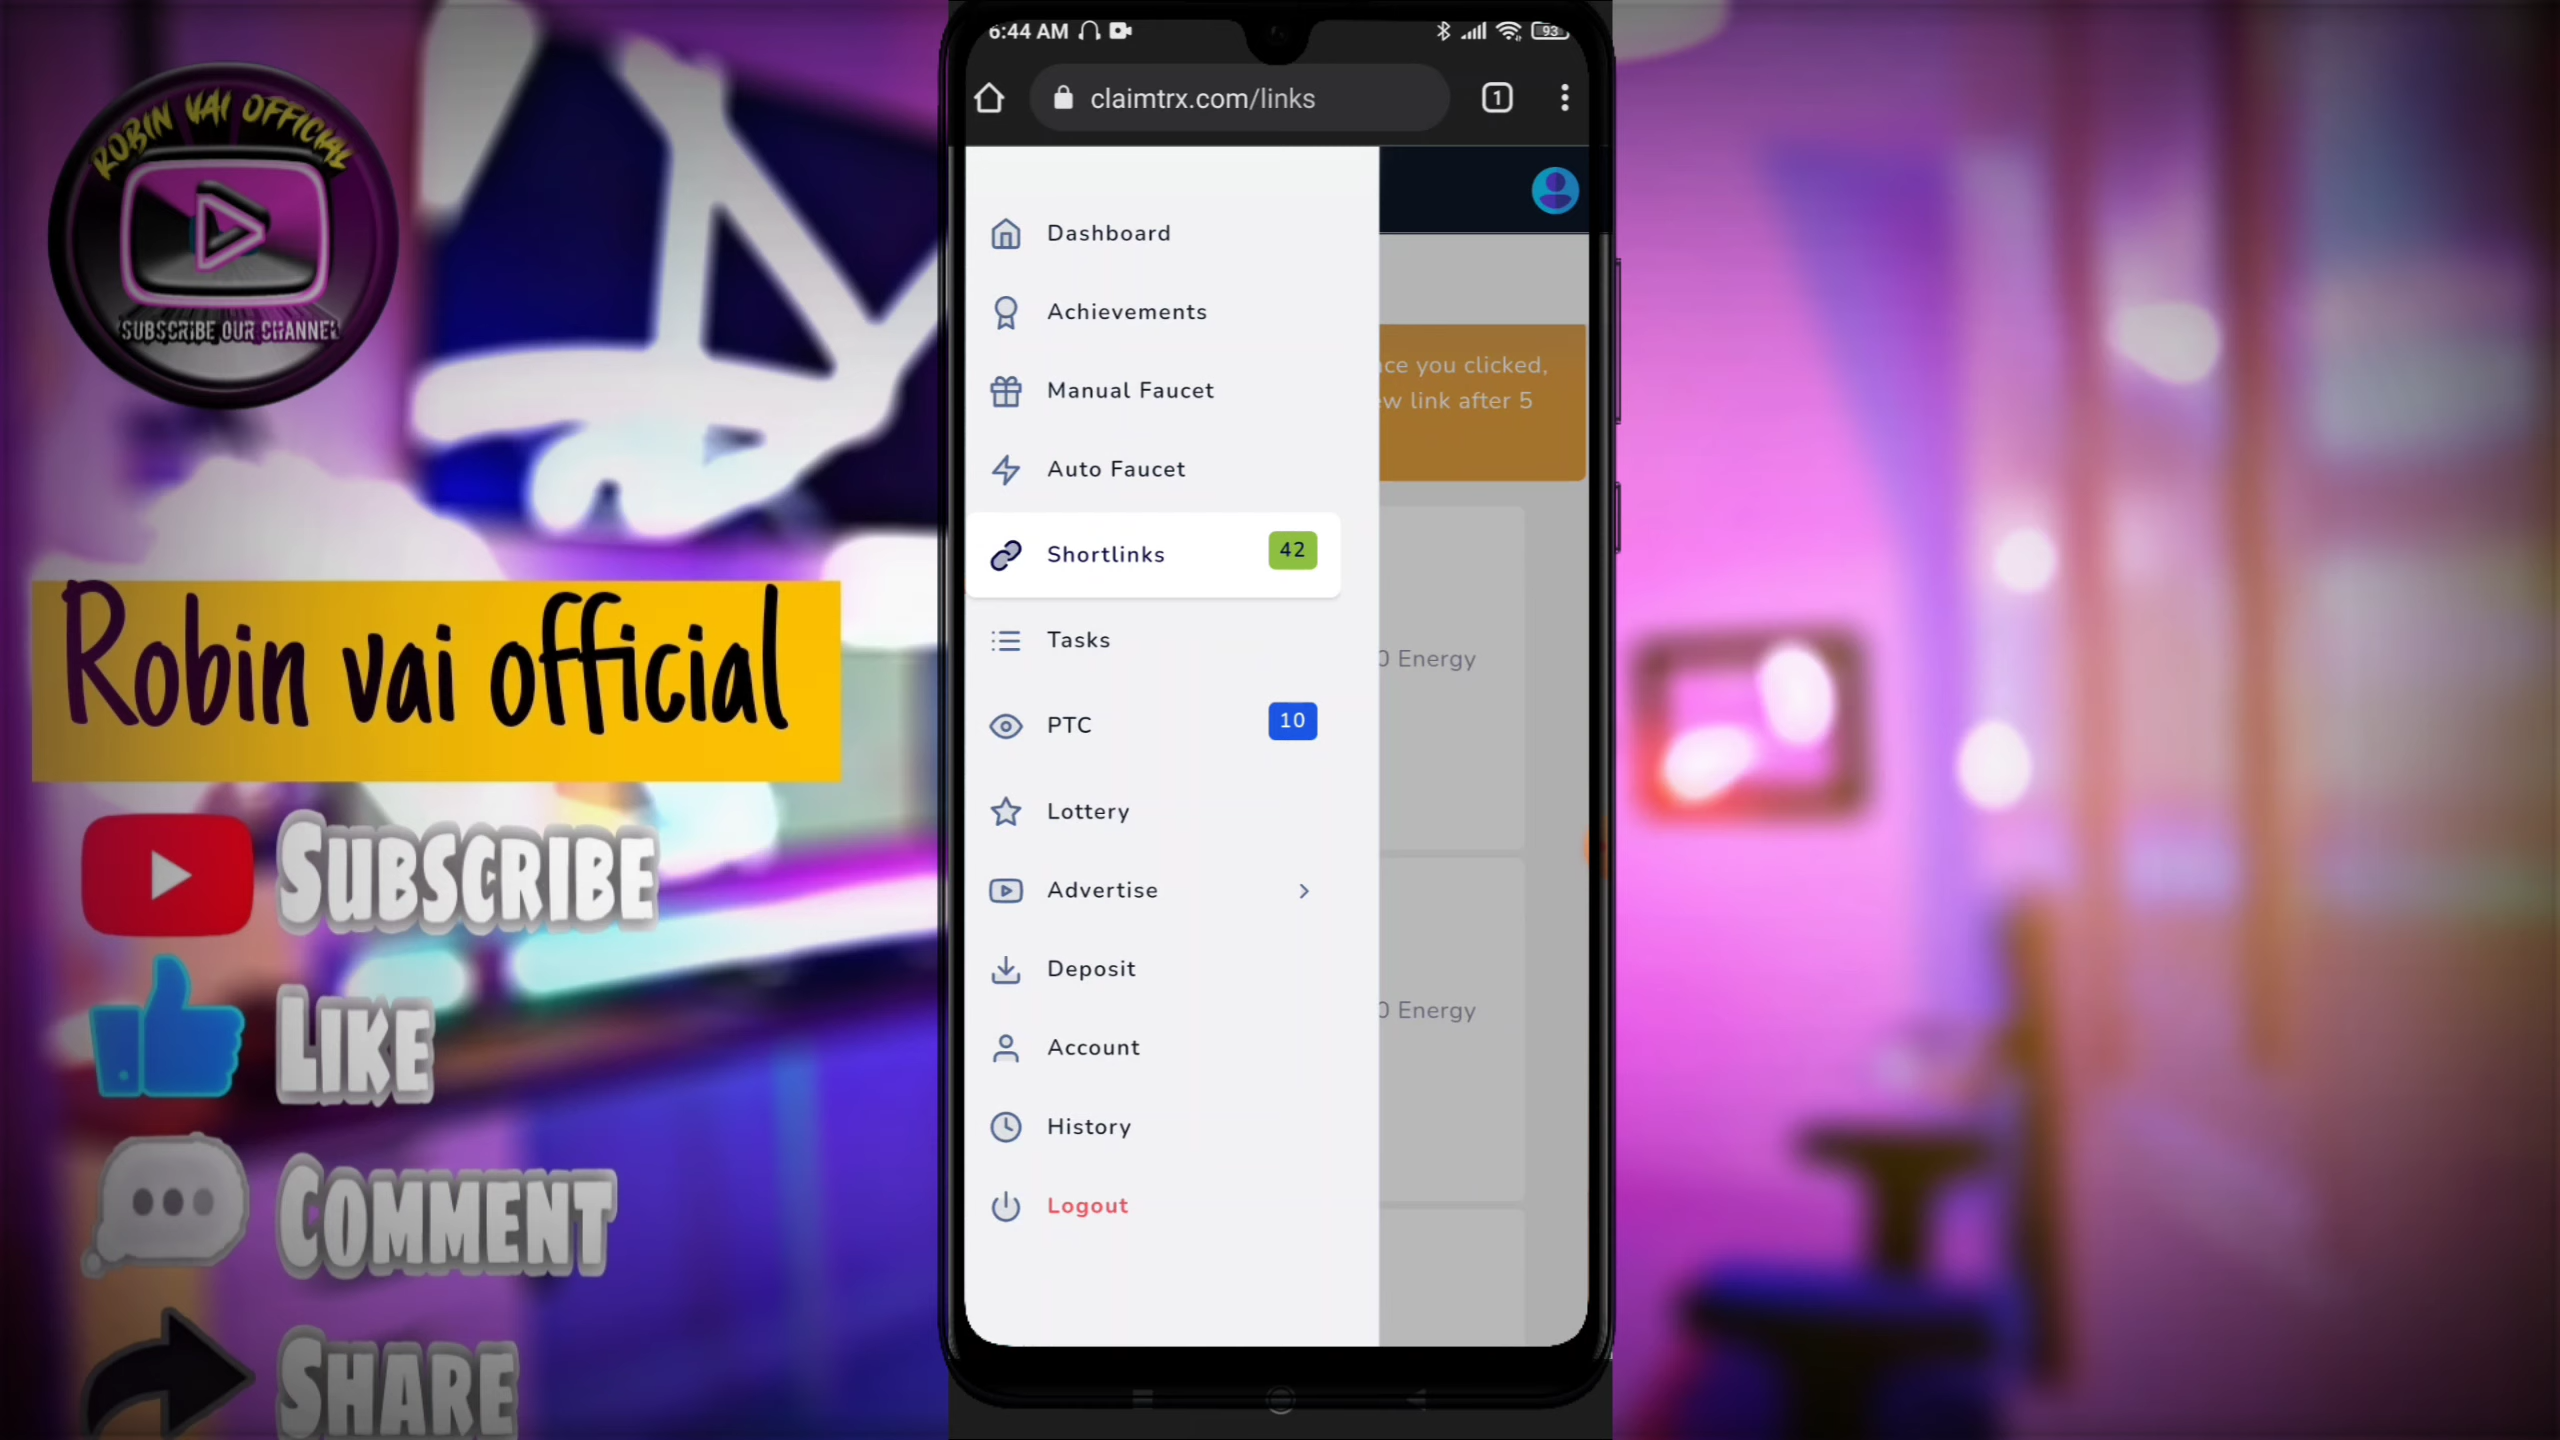 ROBIN VAI OFFICIAL
SUBSCRIBE OUR CHANNEL
Robin vai official
SUBSCRIBE
LIKE
COMMENT
SHARE
6:44 AM
93
claimtrx.com/links
1
Dashboard
Achievements
Manual Faucet
Auto Faucet
Shortlinks 42
Tasks
PTC 10
Lottery
Advertise
Deposit
Account
History
Logout
you clicked,
link after 5
Energy
Energy